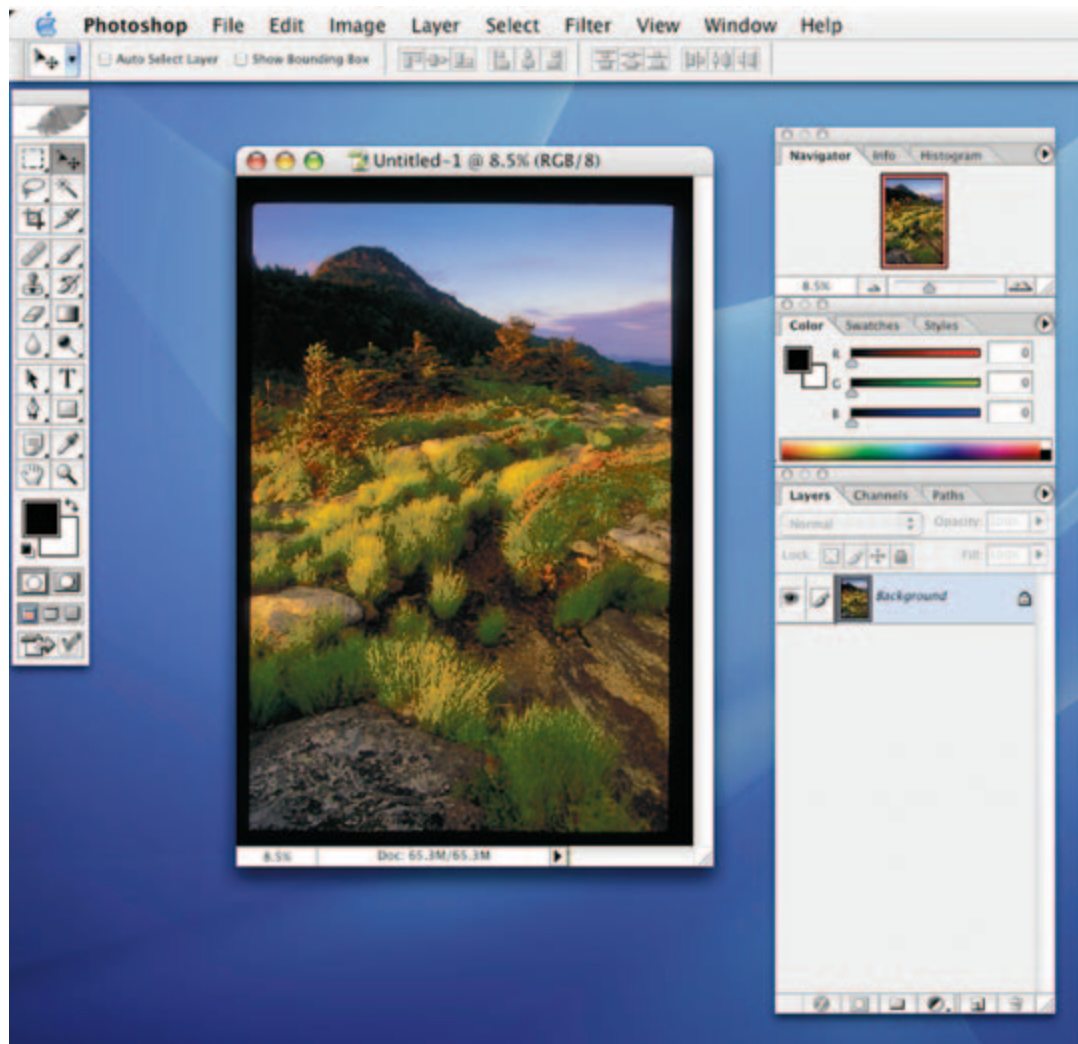 Photoshop File Edit Image Layer Select Filter View Window Help
Auto Select Layer Show Bounding Box
Untitled-1 @ 8.5% (RGB/8)
Navigator Info Histogram
8.5%
Color Swatches Styles
R 0
G 0
B 0
Layers Channels Paths
Normal Opacity:
Lock: Fill:
Background
T
8.5% Doc: 65.3M/65.3M